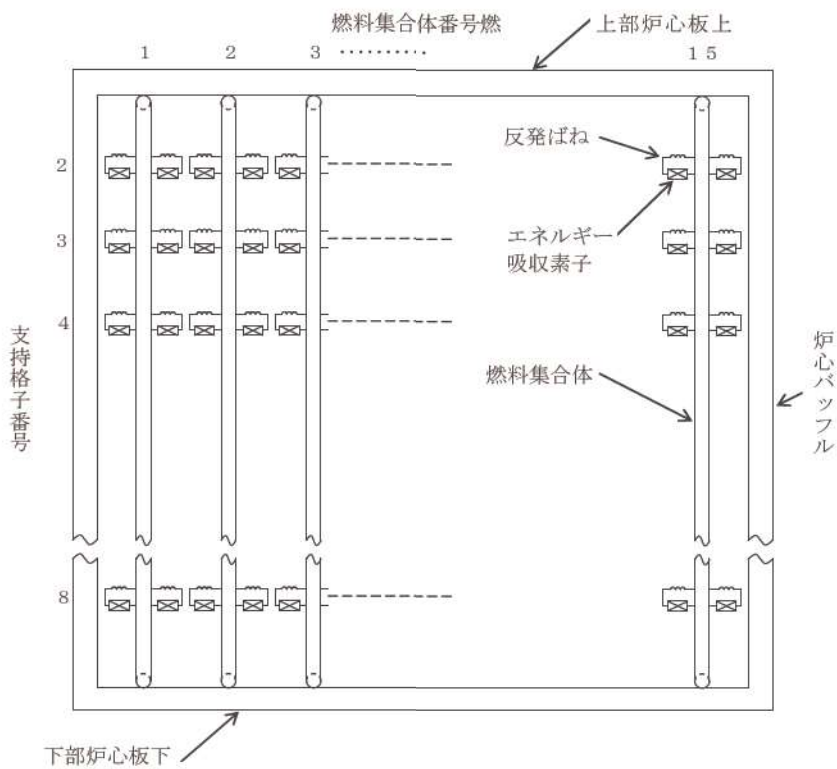 燃料集合体番号燃
上部炉心板上
1 2 3 ········· 15
反発ばね
2
エネルギー
吸収素子
3
4
支持格子番号
燃料集合体
炉心バッフル
8
下部炉心板下